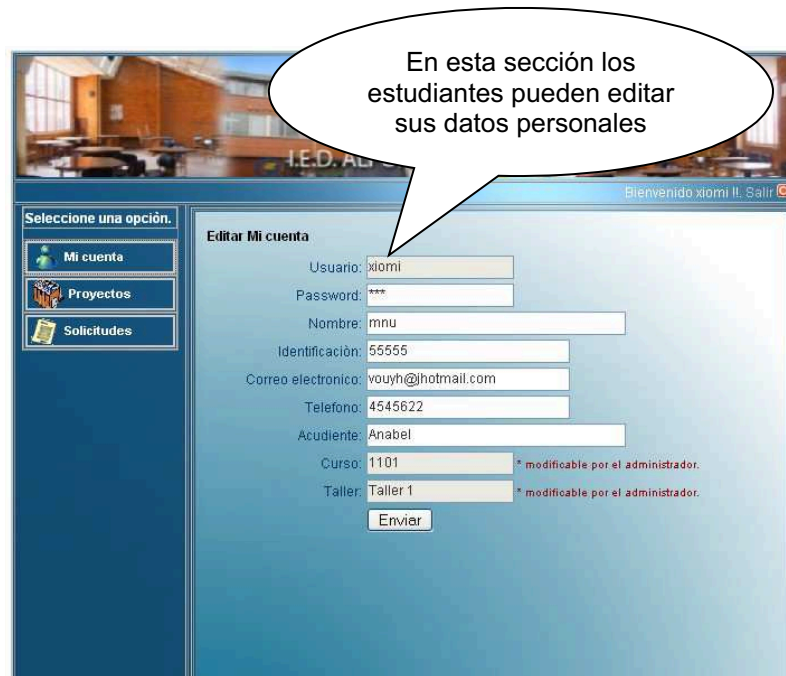 En esta sección los
estudiantes pueden editar
sus datos personales
I.E.D.
Bienvenido xiomi !!. Salir
Seleccione una opción.
Mi cuenta
Proyectos
Solicitudes
Editar Mi cuenta
Usuario: xiomi
Password: ***
Nombre: mnu
Identificaciòn: 55555
Correo electronico: vouyh@jhotmail.com
Telefono: 4545622
Acudiente: Anabel
Curso: 1101 * modificable por el administrador.
Taller: Taller 1 * modificable por el administrador.
Enviar